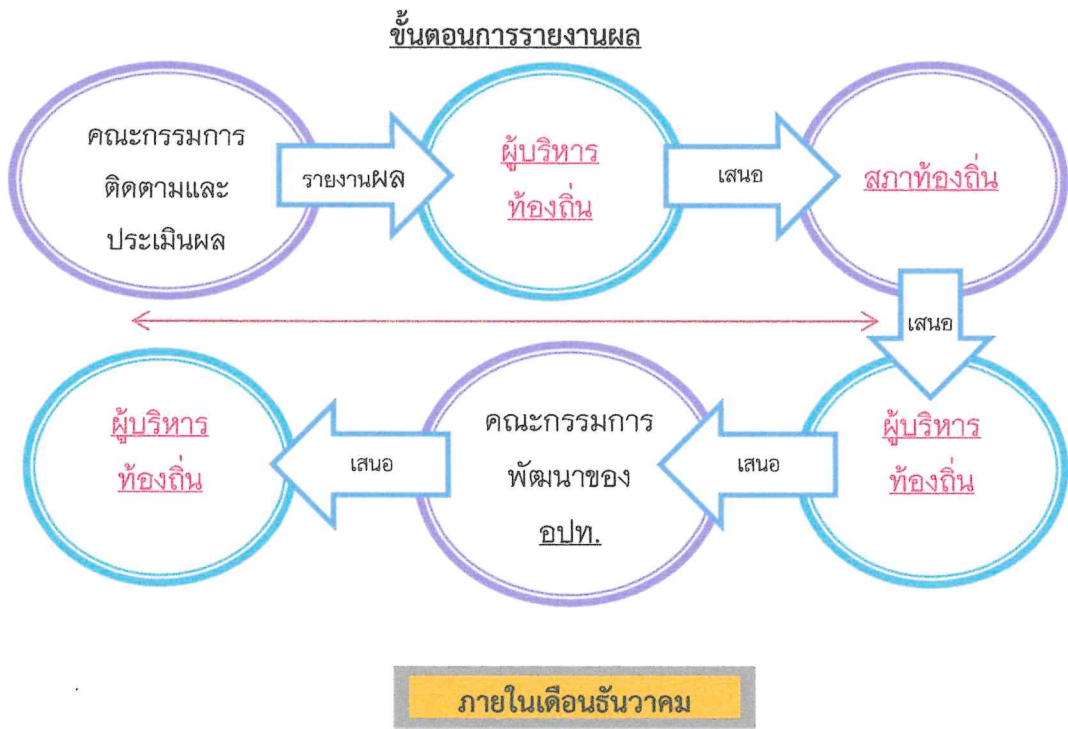 ขั้นตอนการรายงานผล
คณะกรรมการ
ติดตามและ
ประเมินผล
รายงานผล
ผู้บริหาร
ท้องถิ่น
เสนอ
สภาท้องถิ่น
เสนอ
ผู้บริหาร
ท้องถิ่น
เสนอ
คณะกรรมการ
พัฒนาของ
อปท.
เสนอ
ผู้บริหาร
ท้องถิ่น
ภายในเดือนธันวาคม